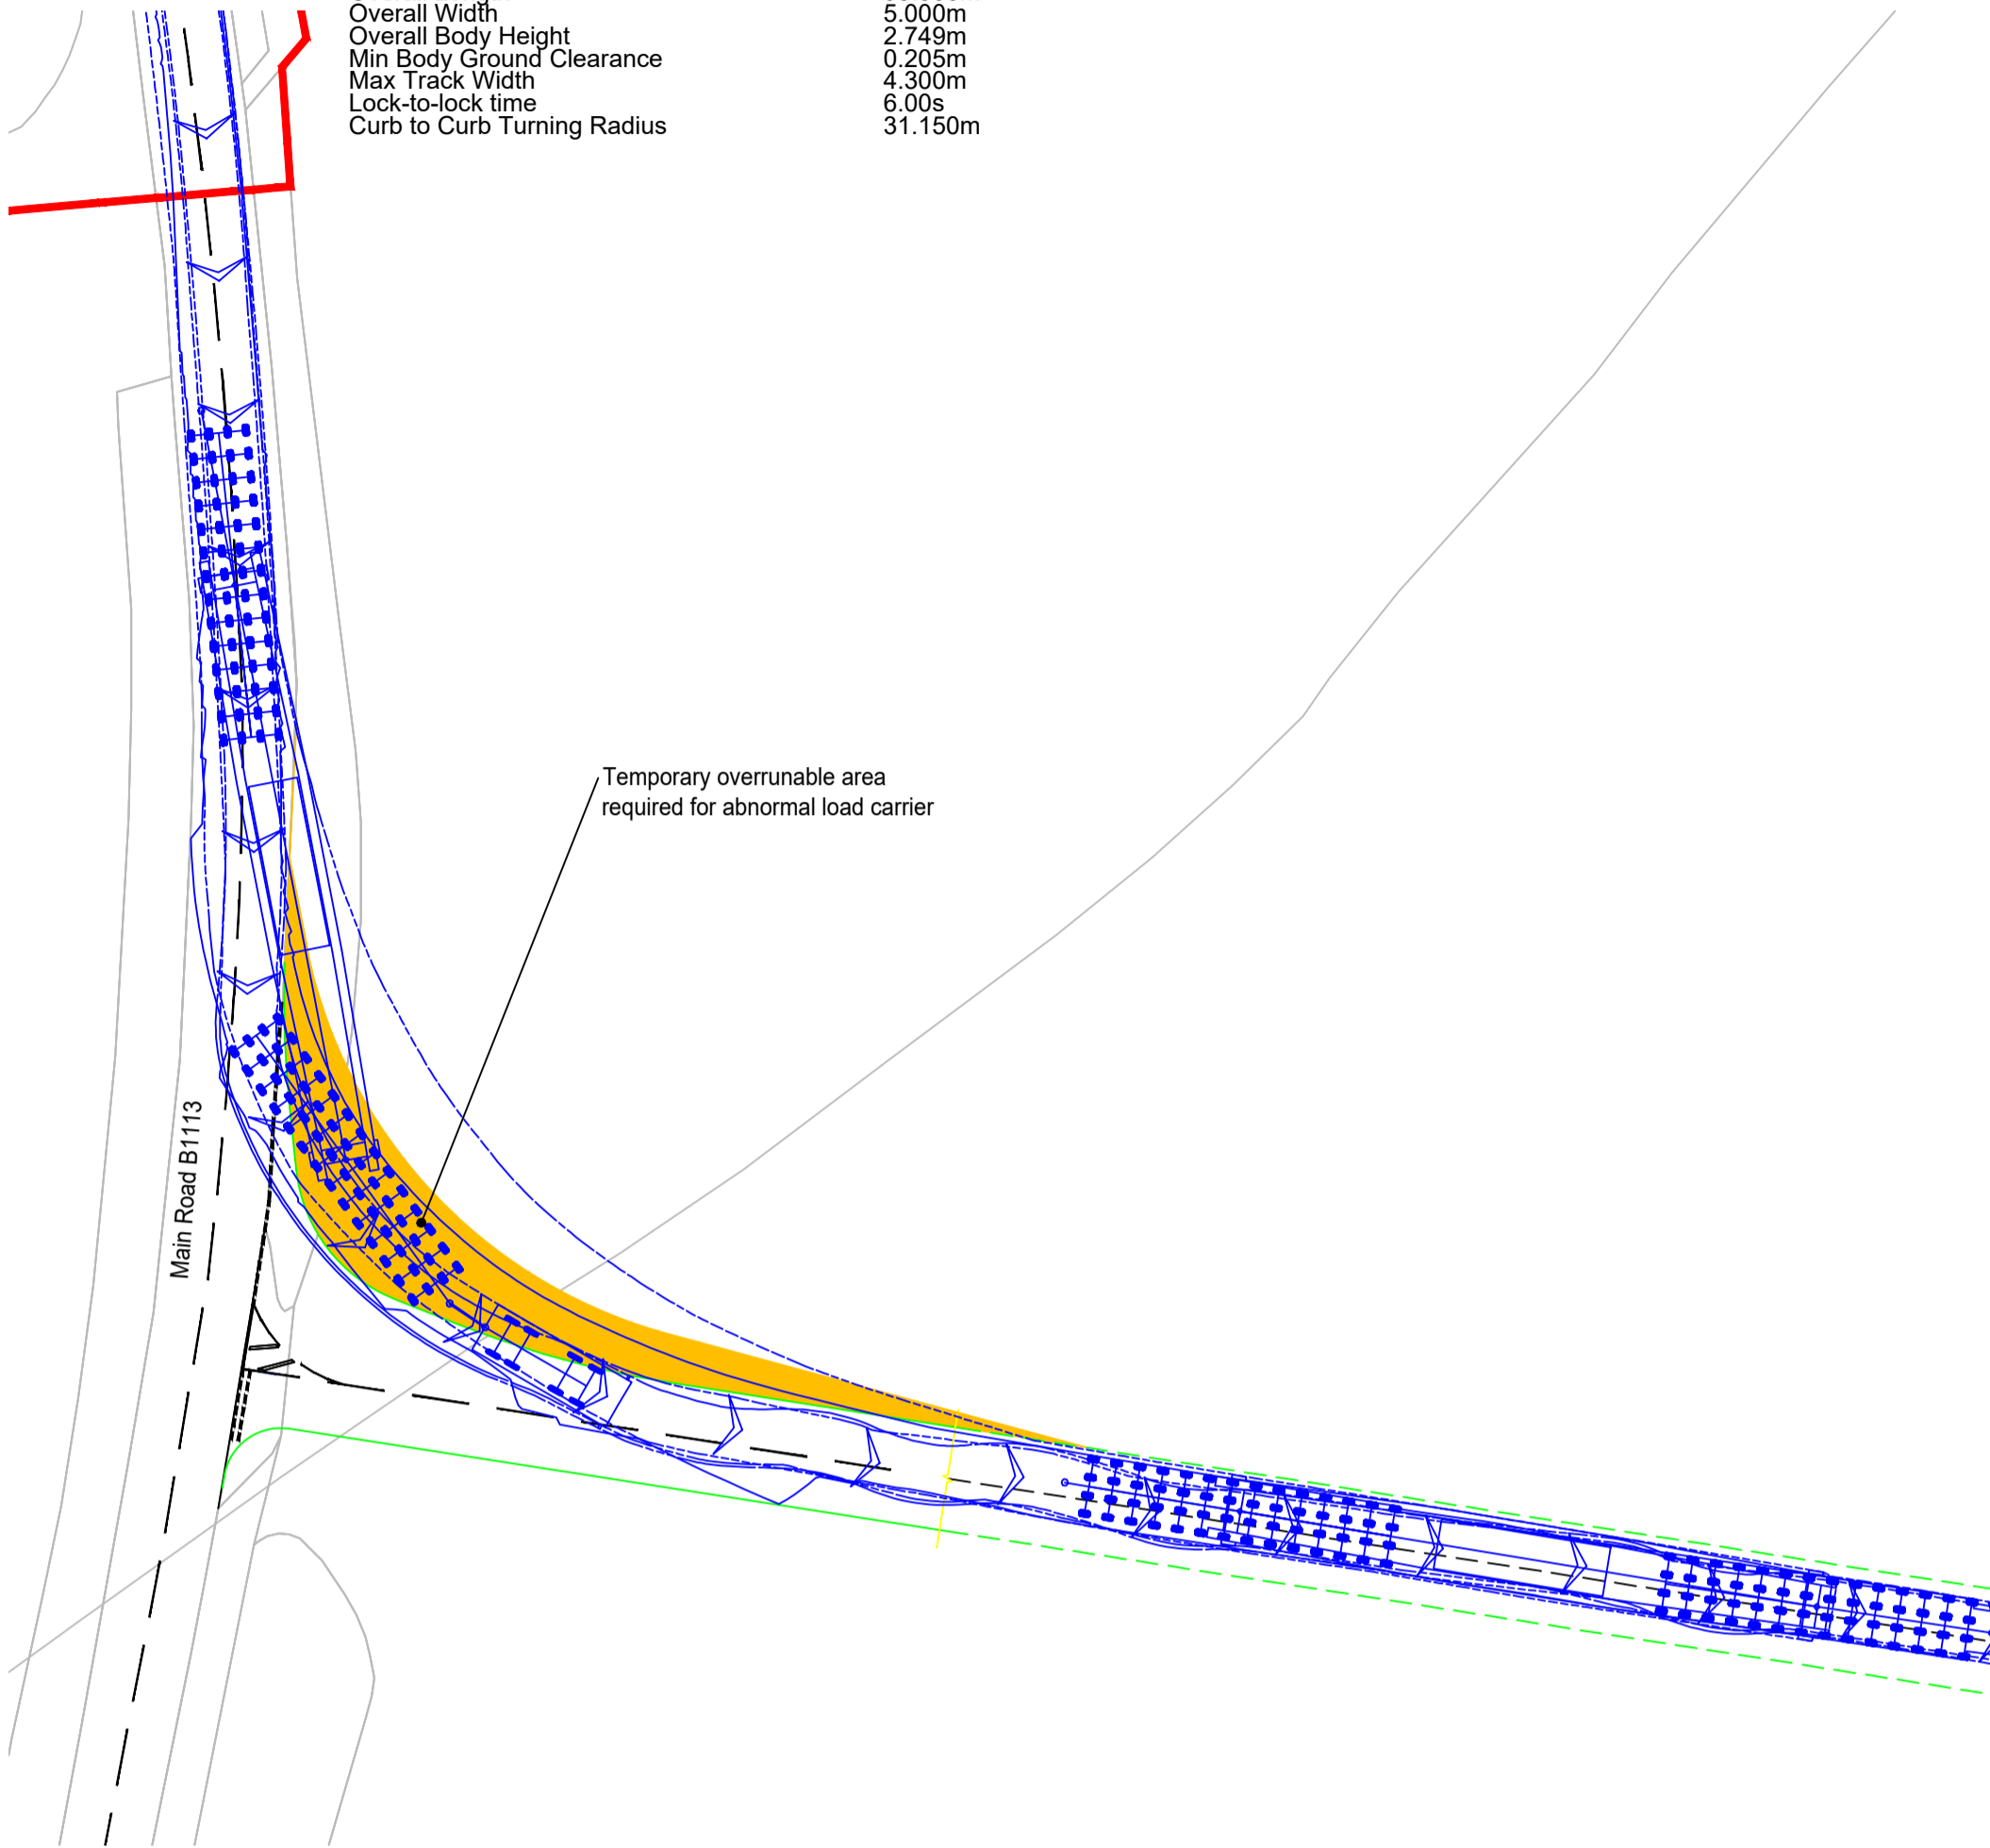 Overall Width 5.000m
Overall Body Height 2.749m
Min Body Ground Clearance 0.205m
Max Track Width 4.300m
Lock-to-lock time 6.00s
Curb to Curb Turning Radius 31.150m
Temporary overrunable area
required for abnormal load carrier
Main Road B1113